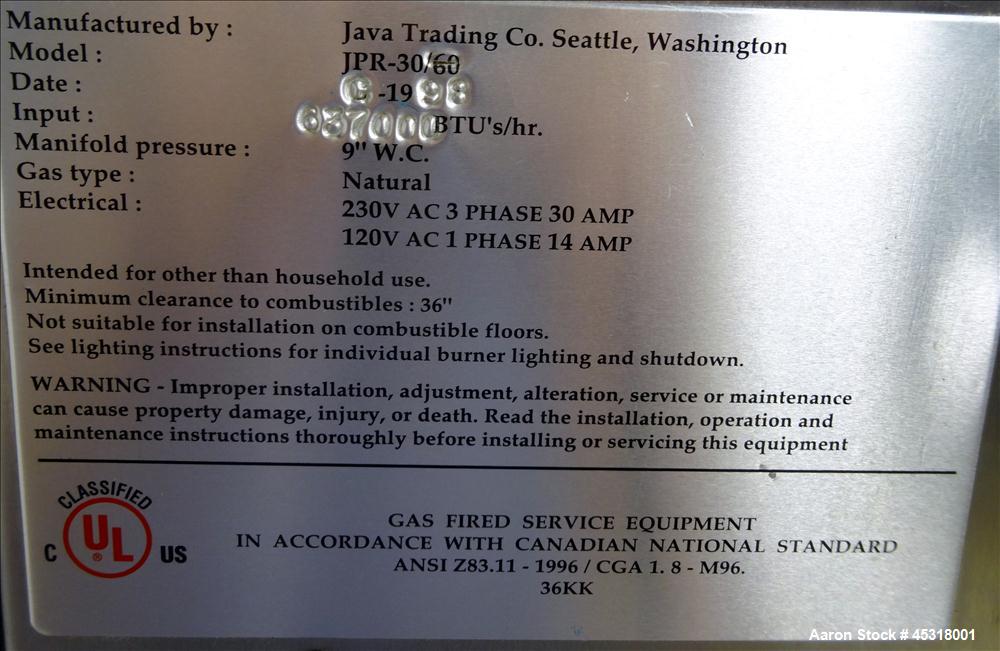 Manufactured by : Java Trading Co. Seattle, Washington
Model : JPR-30/60
Date : -1998
Input : 637000 BTU's/hr.
Manifold pressure : 9" W.C.
Gas type : Natural
Electrical : 230V AC 3 PHASE 30 AMP
120V AC 1 PHASE 14 AMP
Intended for other than household use.
Minimum clearance to combustibles : 36"
Not suitable for installation on combustible floors.
See lighting instructions for individual burner lighting and shutdown.
WARNING - Improper installation, adjustment, alteration, service or maintenance
can cause property damage, injury, or death. Read the installation, operation and
maintenance instructions thoroughly before installing or servicing this equipment
CLASSIFIED
C UL ® US
GAS FIRED SERVICE EQUIPMENT
IN ACCORDANCE WITH CANADIAN NATIONAL STANDARD
ANSI Z83.11 - 1996 / CGA 1. 8 - M96.
36KK
Aaron Stock # 45318001